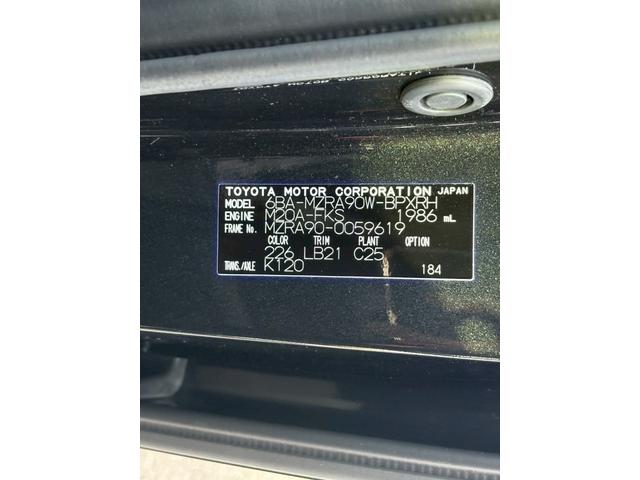 TOYOTA MOTOR CORPORATION JAPAN
MODEL 6BA-MZRA90W-BPXRH
ENGINE M20A-FKS 1986 mL
FRAME No. MZRA90-0059619
COLOR TRIM PLANT OPTION
226 LB21 C25
TRANS./AXLE K120 184